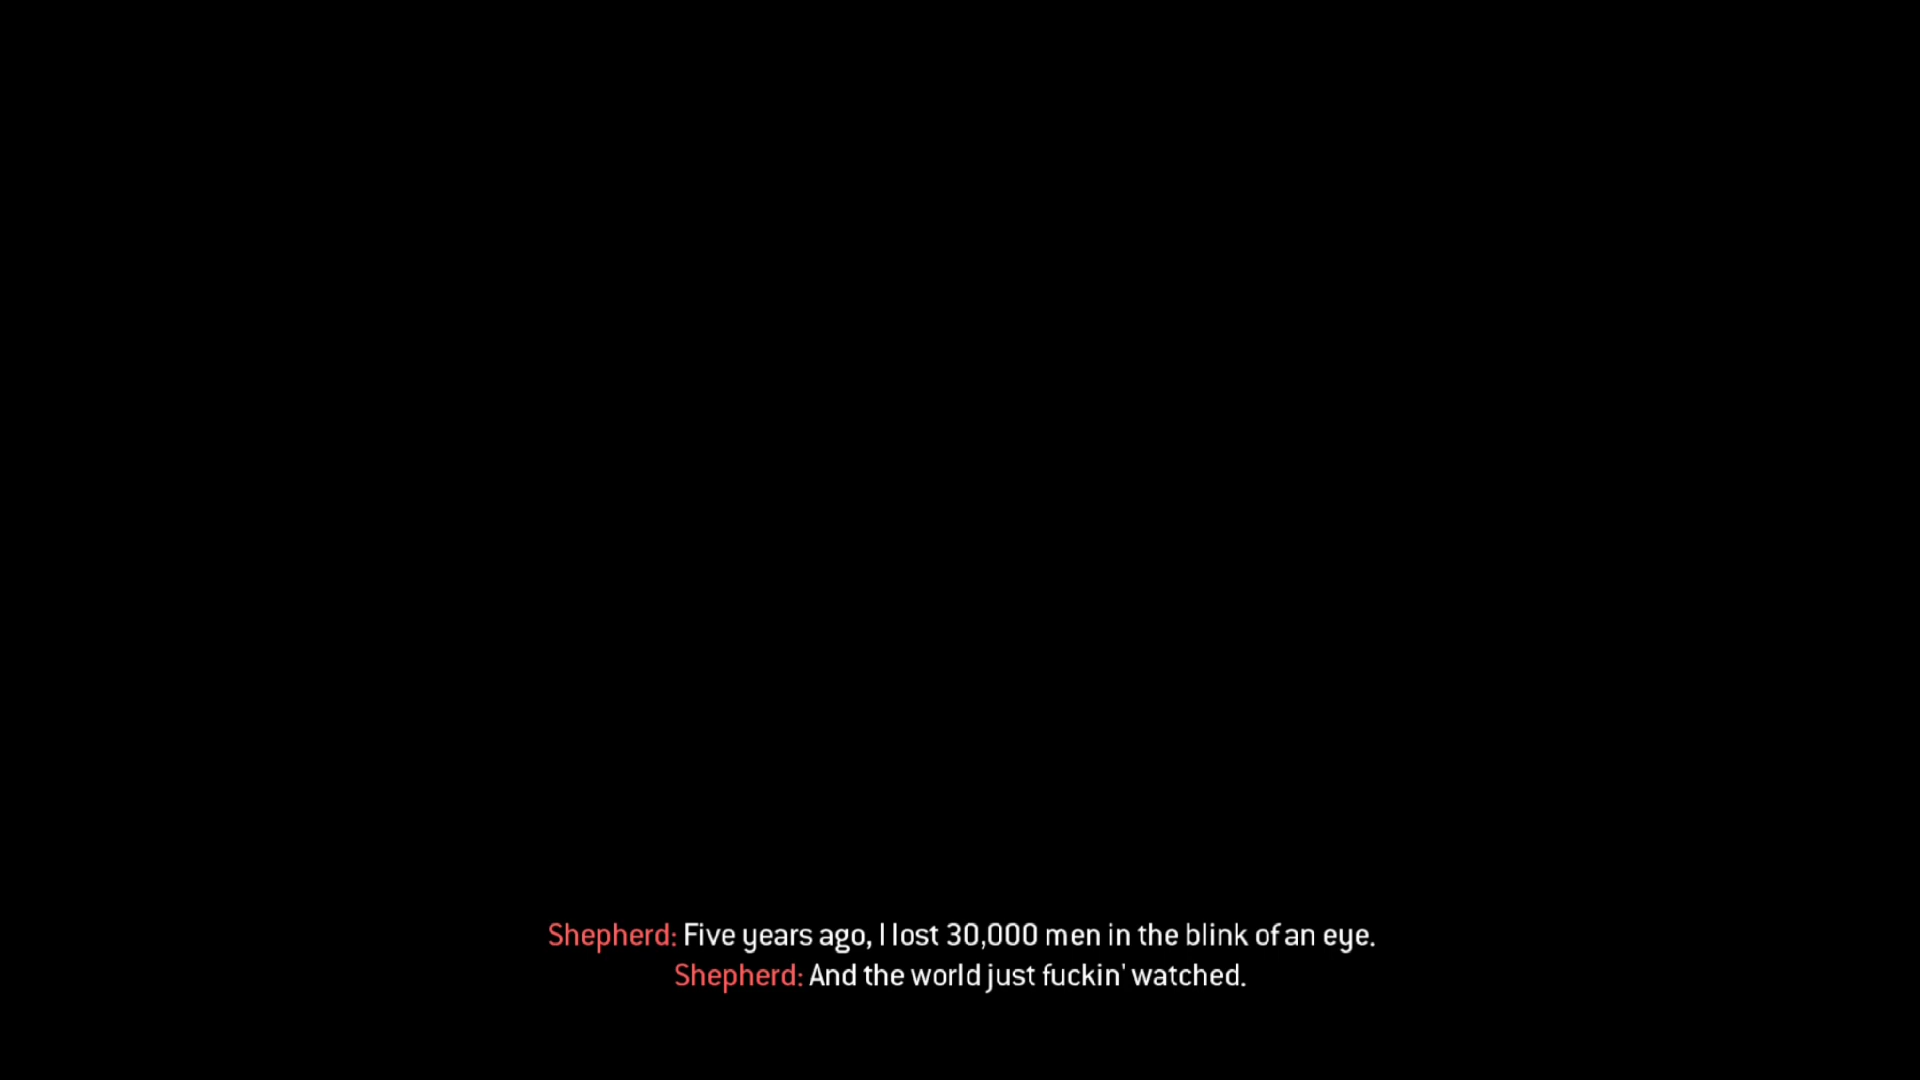 Shepherd: Five years ago, I lost 30,000 men in the blink of an eye.
Shepherd: And the world just fuckin' watched.